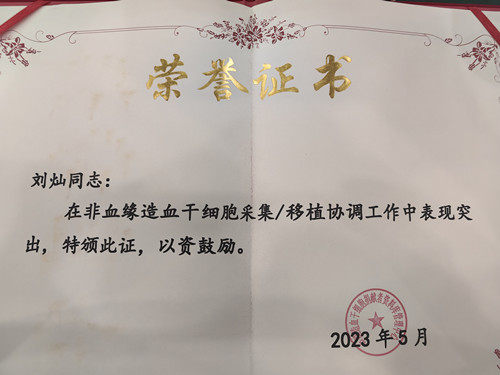 荣誉证书
刘灿同志：
在非血缘造血干细胞采集/移植协调工作中表现突
出，特颁此证，以资鼓励。
2023年5月